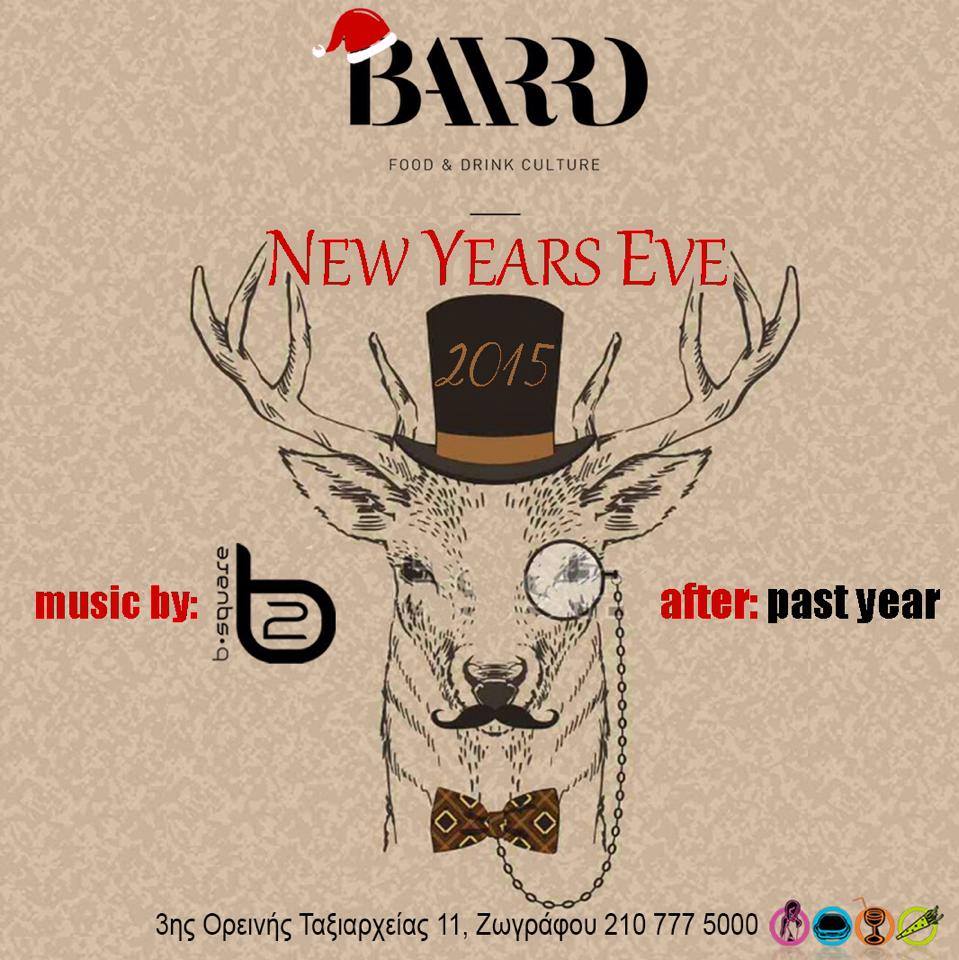 BARRO
FOOD & DRINK CULTURE
NEW YEARS EVE
2015
music by:
b•square
b2
after: past year
3ης Ορεινής Ταξιαρχείας 11, Ζωγράφου 210 777 5000